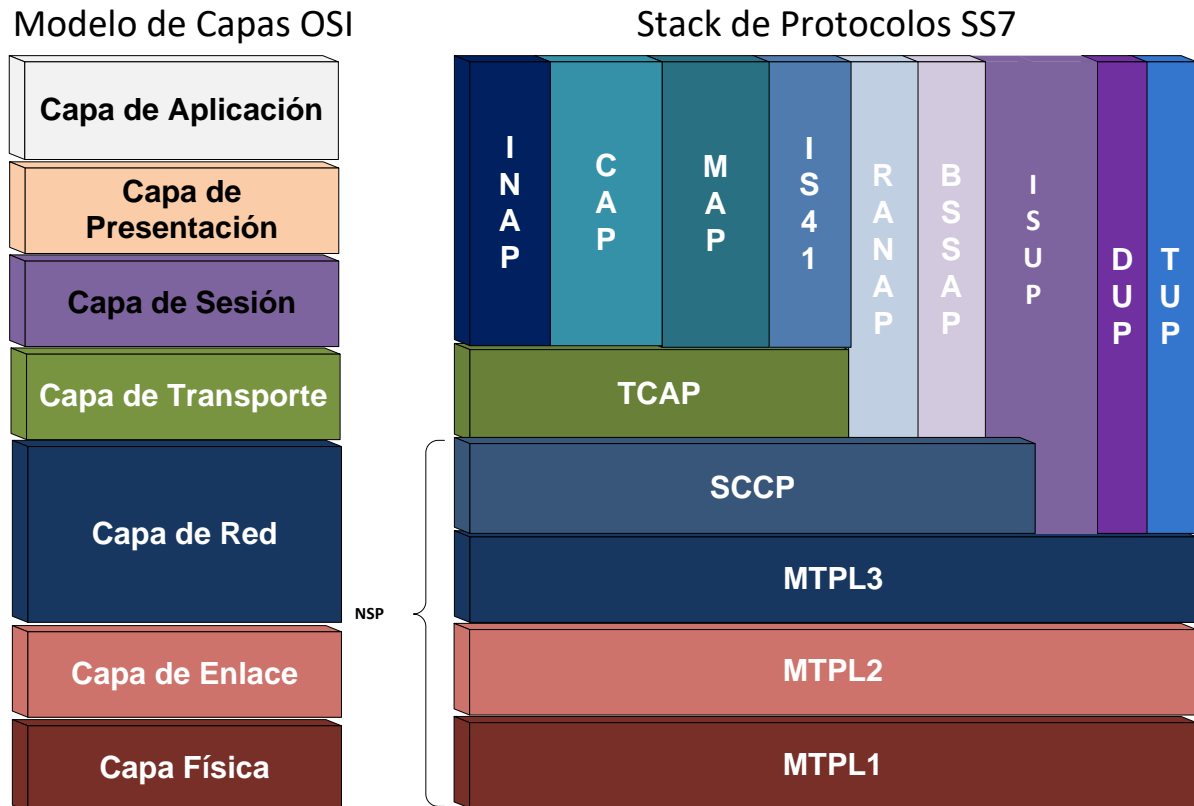 Modelo de Capas OSI
Capa de Aplicación
Capa de
Presentación
Capa de Sesión
Capa de Transporte
Capa de Red
Capa de Enlace
Capa Física
NSP
Stack de Protocolos SS7
INAP
CAP
MAP
IS41
RANAP
BSSAP
ISUP
DUP
TUP
TCAP
SCCP
MTPL3
MTPL2
MTPL1